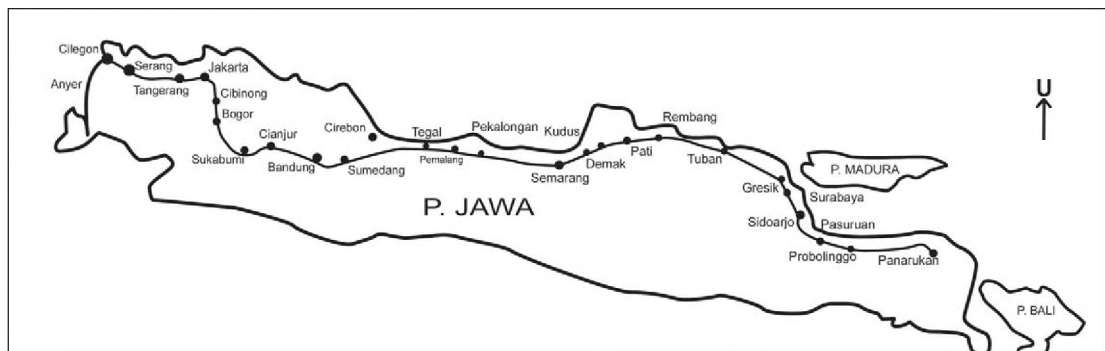 Cilegon
Serang
Jakarta
Anyer
Tangerang
Cibinong
Bogor
Cianjur
Cirebon
Tegal
Pekalongan
Kudus
Rembang
U
Sukabumi
Bandung
Sumedang
Pemalang
Semarang
Demak
Pati
Tuban
P. MADURA
Gresik
Surabaya
P. JAWA
Sidoarjo
Pasuruan
Probolinggo
Panarukan
P. BALI